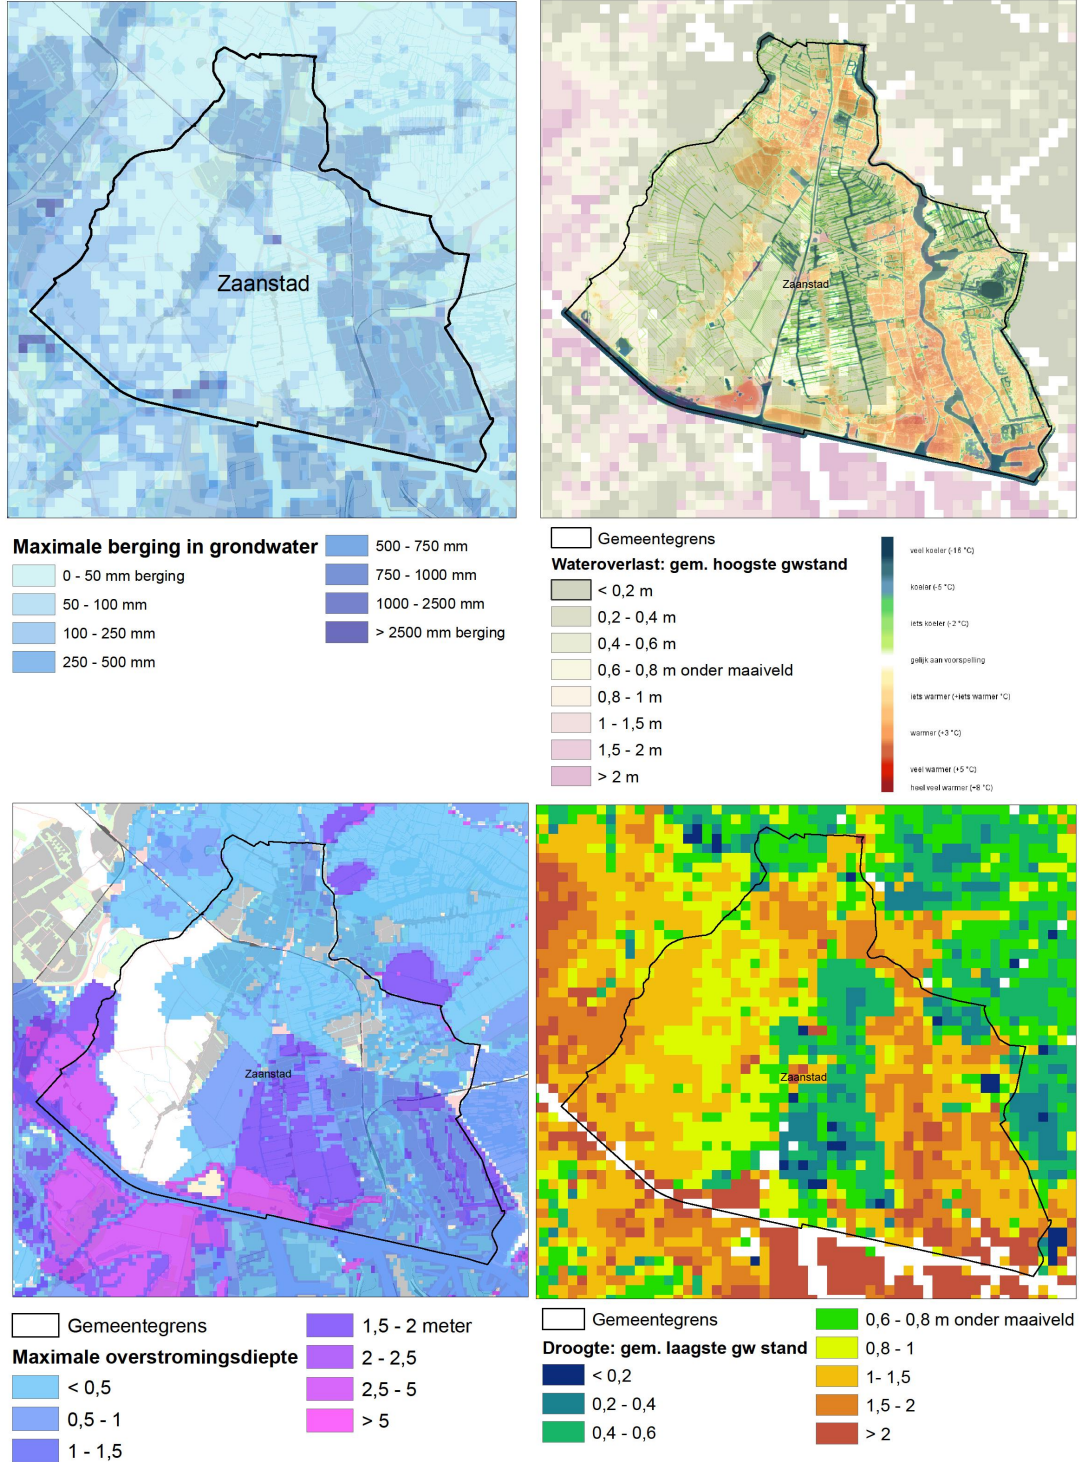 Zaanstad
Maximale berging in grondwater
0 - 50 mm berging
50 - 100 mm
100 - 250 mm
250 - 500 mm
500 - 750 mm
750 - 1000 mm
1000 - 2500 mm
> 2500 mm berging
Zaanstad
Gemeentegrens
Wateroverlast: gem. hoogste gwstand
< 0,2 m
0,2 - 0,4 m
0,4 - 0,6 m
0,6 - 0,8 m onder maaiveld
0,8 - 1 m
1 - 1,5 m
1,5 - 2 m
> 2 m
veel koeler (-15 °C)
koeler (-5 °C)
iets koeler (-2 °C)
gelijk aan voorspelling
iets warmer (+iets warmer °C)
warmer (+3 °C)
veel warmer (+5 °C)
heel veel warmer (+8 °C)
Zaanstad
Gemeentegrens
Maximale overstromingsdiepte
< 0,5
0,5 - 1
1 - 1,5
1,5 - 2 meter
2 - 2,5
2,5 - 5
> 5
Zaanstad
Gemeentegrens
Droogte: gem. laagste gw stand
< 0,2
0,2 - 0,4
0,4 - 0,6
0,6 - 0,8 m onder maaiveld
0,8 - 1
1- 1,5
1,5 - 2
> 2